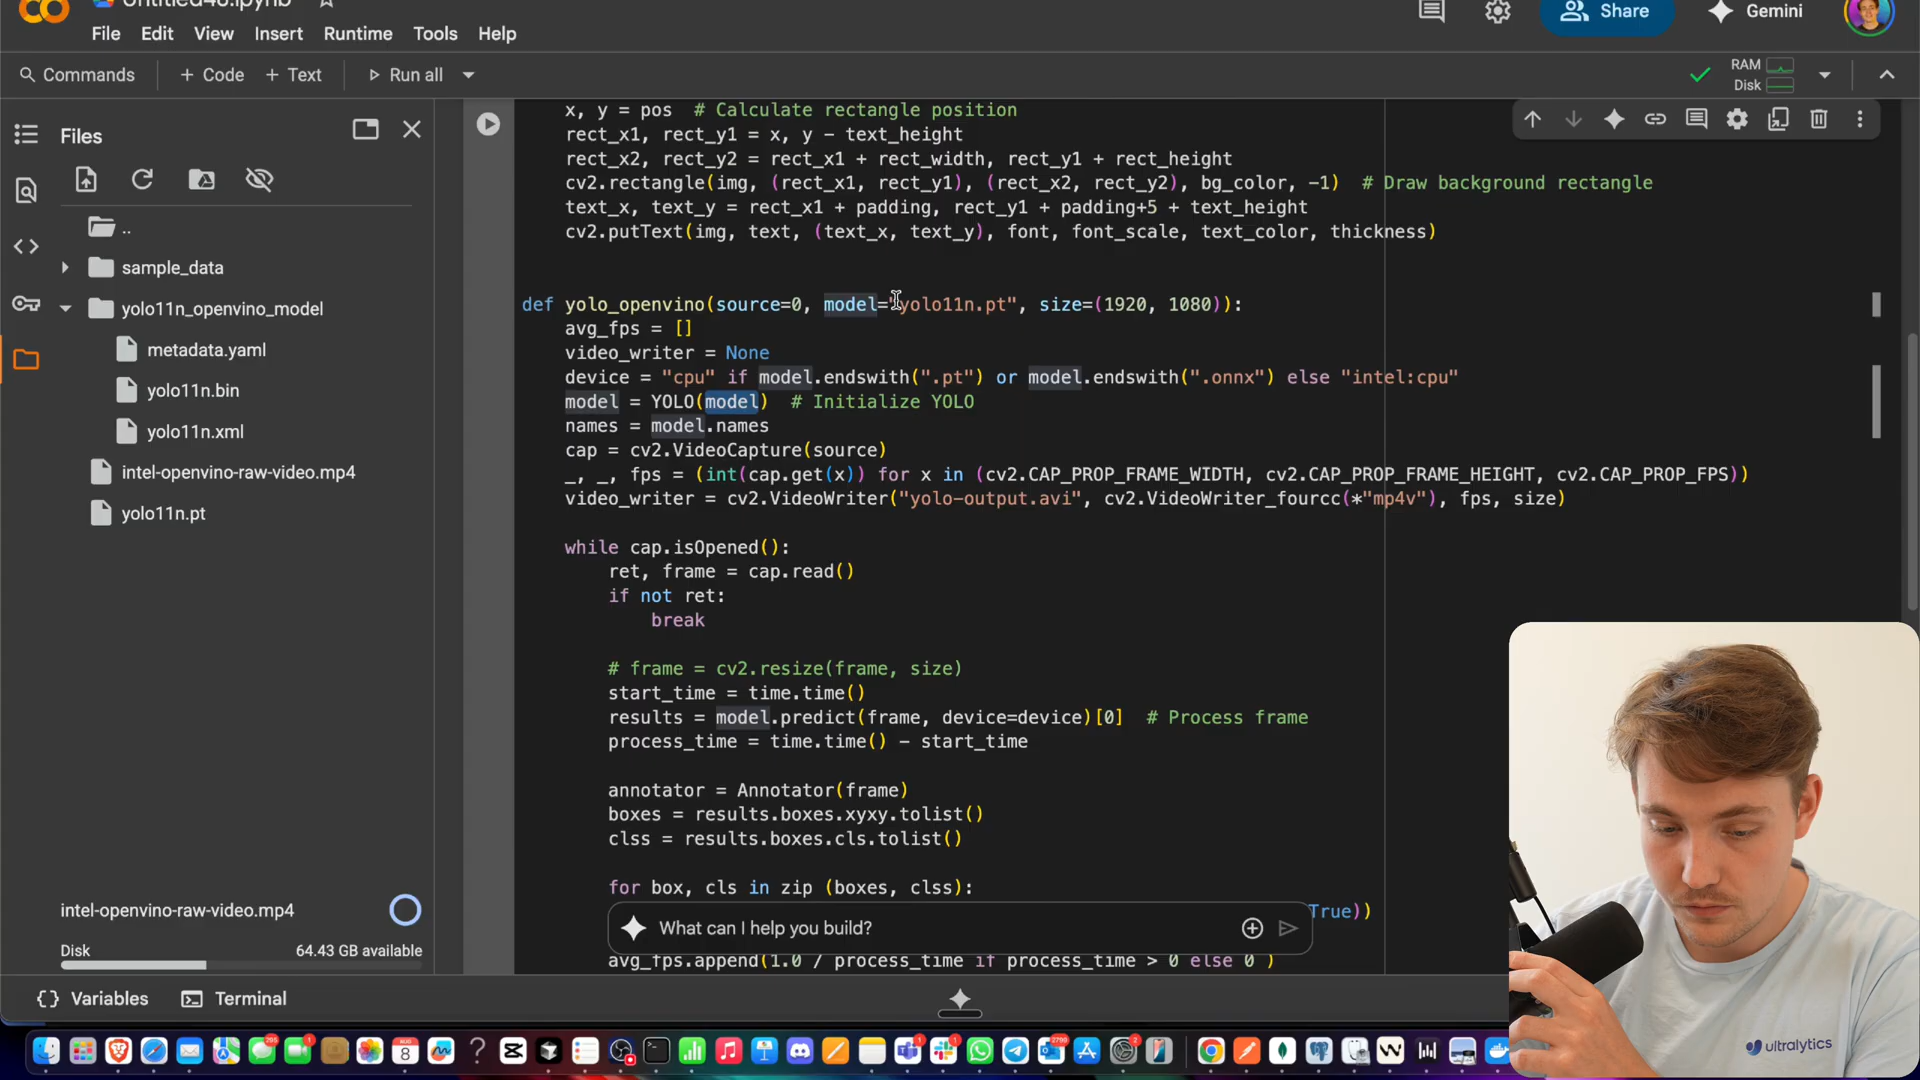 Untitled48.ipynb
File Edit View Insert Runtime Tools Help
Share
Gemini
Commands
+ Code + Text
Run all
RAM
Disk
Files
..
sample_data
yolo11n_openvino_model
metadata.yaml
yolo11n.bin
yolo11n.xml
intel-openvino-raw-video.mp4
yolo11n.pt
intel-openvino-raw-video.mp4
Disk 64.43 GB available
x, y = pos  # Calculate rectangle position
rect_x1, rect_y1 = x, y - text_height
rect_x2, rect_y2 = rect_x1 + rect_width, rect_y1 + rect_height
cv2.rectangle(img, (rect_x1, rect_y1), (rect_x2, rect_y2), bg_color, -1)  # Draw background rectangle
text_x, text_y = rect_x1 + padding, rect_y1 + padding+5 + text_height
cv2.putText(img, text, (text_x, text_y), font, font_scale, text_color, thickness)
def yolo_openvino(source=0, model="yolo11n.pt", size=(1920, 1080)):
avg_fps = []
video_writer = None
device = "cpu" if model.endswith(".pt") or model.endswith(".onnx") else "intel:cpu"
model = YOLO(model)  # Initialize YOLO
names = model.names
cap = cv2.VideoCapture(source)
_, _, fps = (int(cap.get(x)) for x in (cv2.CAP_PROP_FRAME_WIDTH, cv2.CAP_PROP_FRAME_HEIGHT, cv2.CAP_PROP_FPS))
video_writer = cv2.VideoWriter("yolo-output.avi", cv2.VideoWriter_fourcc(*"mp4v"), fps, size)
while cap.isOpened():
ret, frame = cap.read()
if not ret:
break
# frame = cv2.resize(frame, size)
start_time = time.time()
results = model.predict(frame, device=device)[0]  # Process frame
process_time = time.time() - start_time
annotator = Annotator(frame)
boxes = results.boxes.xyxy.tolist()
clss = results.boxes.cls.tolist()
for box, cls in zip (boxes, clss):
True))
What can I help you build?
avg_fps.append(1.0 / process_time if process_time > 0 else 0 )
Variables
Terminal
ultralytics